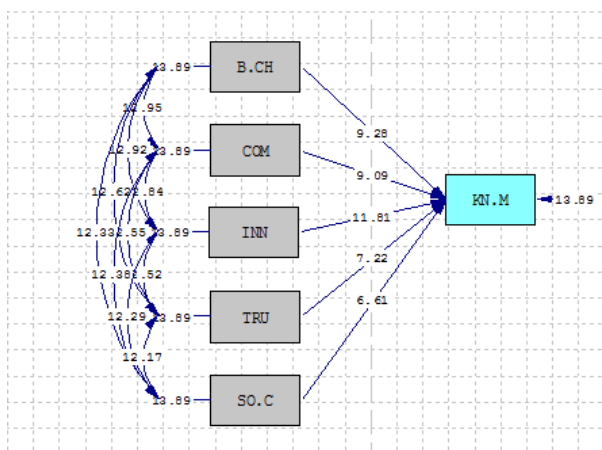 13.89 B.CH
9.28
12.92 13.89 COM
9.09
12.62 2.84
KN.M 13.89
11.81
12.33 2.55 13.89 INN
7.22
12.38 2.52
6.61
12.29 13.89 TRU
12.17
13.89 SO.C